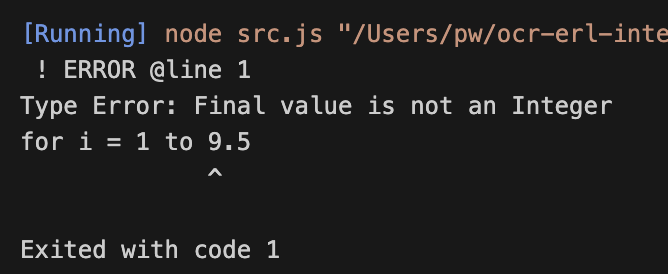 [Running] node src.js "/Users/pw/ocr-erl-inte
! ERROR @line 1
Type Error: Final value is not an Integer
for i = 1 to 9.5
^
Exited with code 1